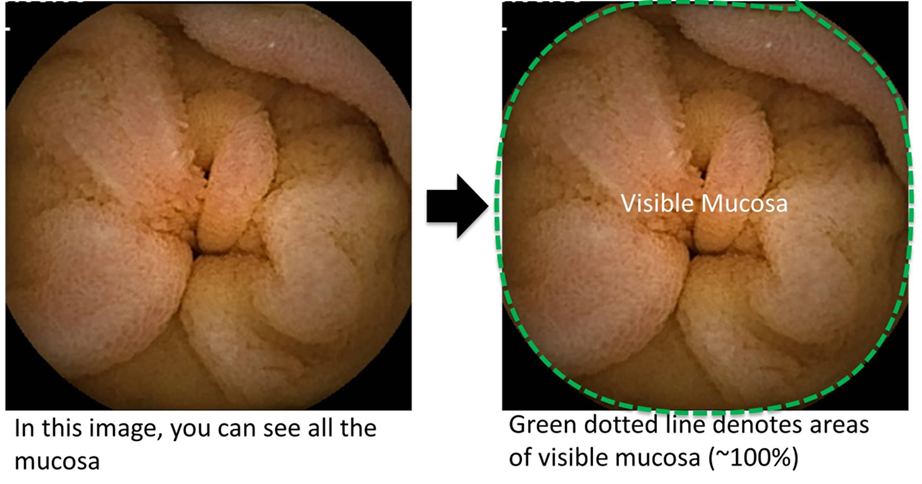 Visible Mucosa
In this image, you can see all the
mucosa
Green dotted line denotes areas
of visible mucosa (~100%)